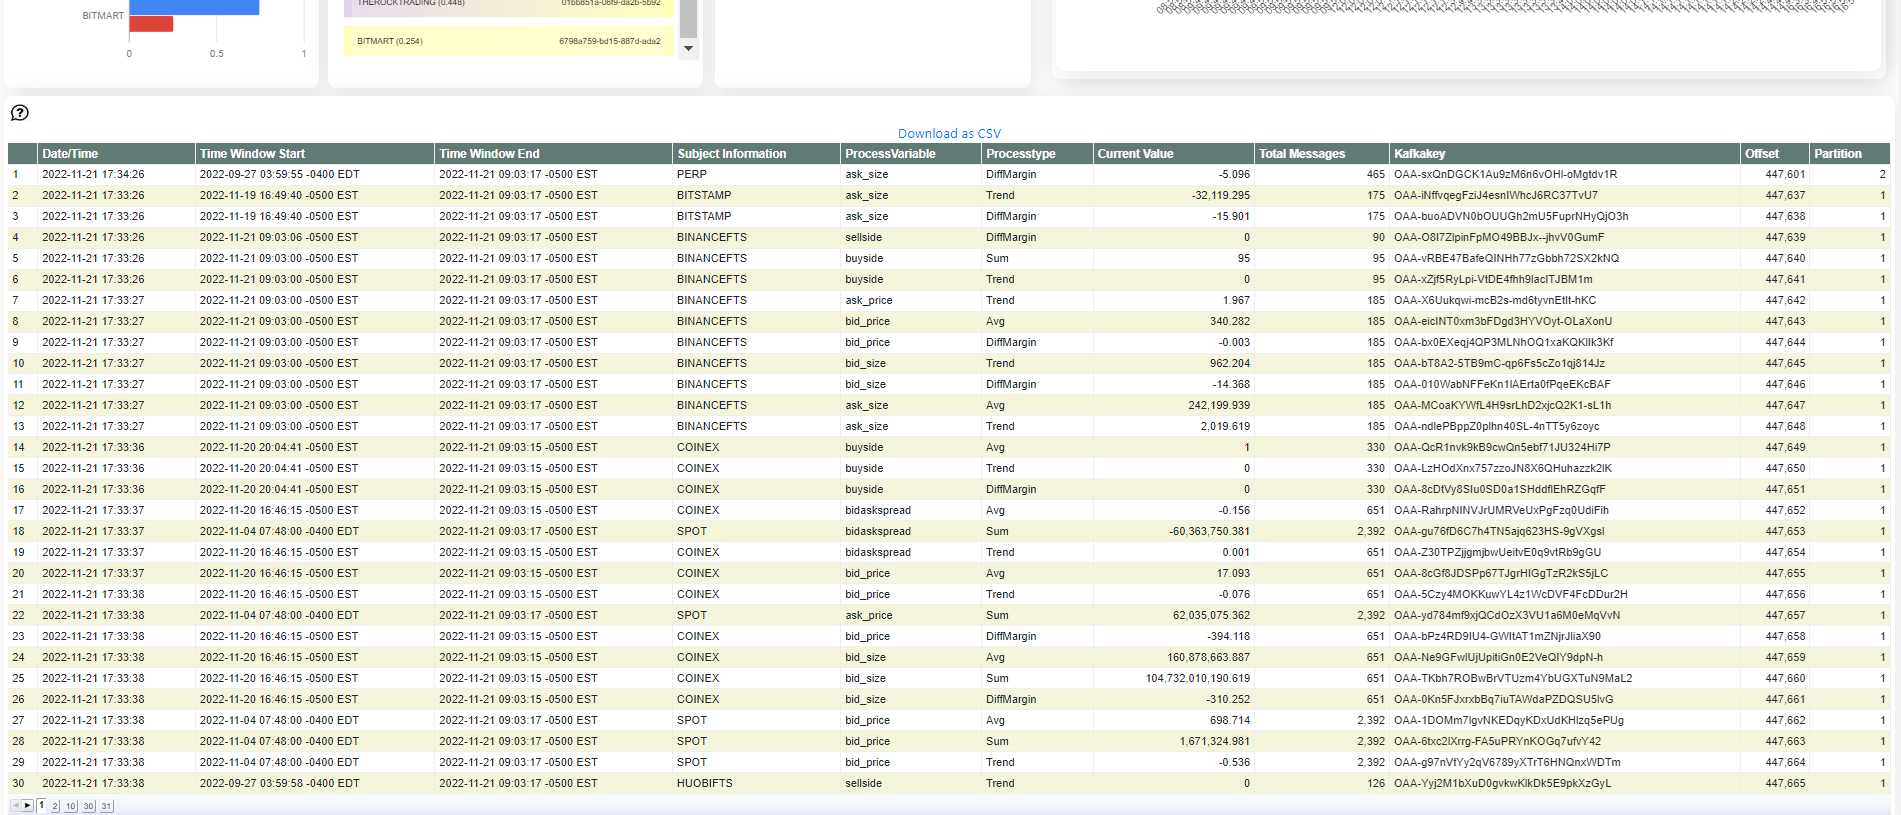 THEROCKTRADING (0.448) 01bb851a-06f9-da2b-5b92
BITMART
BITMART (0.254) 6798a759-bd15-887d-ada2
0 0.5 1
Download as CSV
Date/Time Time Window Start Time Window End Subject Information ProcessVariable Processtype Current Value Total Messages Kafkakey Offset Partition
1 2022-11-21 17:34:26 2022-09-27 03:59:55 -0400 EDT 2022-11-21 09:03:17 -0500 EST PERP ask_size DiffMargin -5.096 465 OAA-sxQnDGCK1Au9zM6n6vOHl-oMgtdv1R 447,601 2
2 2022-11-21 17:33:26 2022-11-19 16:49:40 -0500 EST 2022-11-21 09:03:17 -0500 EST BITSTAMP ask_size Trend -32,119.295 175 OAA-iNffvqegFziJ4esnIWhcJ6RC37TvU7 447,637 1
3 2022-11-21 17:33:26 2022-11-19 16:49:40 -0500 EST 2022-11-21 09:03:17 -0500 EST BITSTAMP ask_size DiffMargin -15.901 175 OAA-buoADVN0bOUUGh2mU5FuprNHyQjO3h 447,638 1
4 2022-11-21 17:33:26 2022-11-21 09:03:06 -0500 EST 2022-11-21 09:03:17 -0500 EST BINANCEFTS sellside DiffMargin 0 90 OAA-O8I7ZlpinFpMO49BBJx--jhvV0GumF 447,639 1
5 2022-11-21 17:33:26 2022-11-21 09:03:00 -0500 EST 2022-11-21 09:03:17 -0500 EST BINANCEFTS buyside Sum 95 95 OAA-vRBE47BafeQINHh77zGbbh72SX2kNQ 447,640 1
6 2022-11-21 17:33:26 2022-11-21 09:03:00 -0500 EST 2022-11-21 09:03:17 -0500 EST BINANCEFTS buyside Trend 0 95 OAA-xZjf5RyLpi-VtDE4fhh9lacITJBM1m 447,641 1
7 2022-11-21 17:33:27 2022-11-21 09:03:00 -0500 EST 2022-11-21 09:03:17 -0500 EST BINANCEFTS ask_price Trend 1.967 185 OAA-X6Uukqwi-mcB2s-md6tyvnEtIt-hKC 447,642 1
8 2022-11-21 17:33:27 2022-11-21 09:03:00 -0500 EST 2022-11-21 09:03:17 -0500 EST BINANCEFTS bid_price Avg 340.282 185 OAA-eicINT0xm3bFDgd3HYVOyt-OLaXonU 447,643 1
9 2022-11-21 17:33:27 2022-11-21 09:03:00 -0500 EST 2022-11-21 09:03:17 -0500 EST BINANCEFTS bid_price DiffMargin -0.003 185 OAA-bx0EXeqj4QP3MLNhOQ1xaKQKllk3Kf 447,644 1
10 2022-11-21 17:33:27 2022-11-21 09:03:00 -0500 EST 2022-11-21 09:03:17 -0500 EST BINANCEFTS bid_size Trend 962.204 185 OAA-bT8A2-5TB9mC-qp6Fs5cZo1qj814Jz 447,645 1
11 2022-11-21 17:33:27 2022-11-21 09:03:00 -0500 EST 2022-11-21 09:03:17 -0500 EST BINANCEFTS bid_size DiffMargin -14.368 185 OAA-010WabNFFeKn1lAErta0fPqeEKcBAF 447,646 1
12 2022-11-21 17:33:27 2022-11-21 09:03:00 -0500 EST 2022-11-21 09:03:17 -0500 EST BINANCEFTS ask_size Avg 242,199.939 185 OAA-MCoaKYWfL4H9srLhD2xjcQ2K1-sL1h 447,647 1
13 2022-11-21 17:33:27 2022-11-21 09:03:00 -0500 EST 2022-11-21 09:03:17 -0500 EST BINANCEFTS ask_size Trend 2,019.619 185 OAA-ndlePBppZ0plhn40SL-4nTT5y6zoyc 447,648 1
14 2022-11-21 17:33:36 2022-11-20 20:04:41 -0500 EST 2022-11-21 09:03:15 -0500 EST COINEX buyside Avg 1 330 OAA-QcR1nvk9kB9cwQn5ebf71JU324Hi7P 447,649 1
15 2022-11-21 17:33:36 2022-11-20 20:04:41 -0500 EST 2022-11-21 09:03:15 -0500 EST COINEX buyside Trend 0 330 OAA-LzHOdXnx757zzoJN8X6QHuhazzk2lK 447,650 1
16 2022-11-21 17:33:36 2022-11-20 20:04:41 -0500 EST 2022-11-21 09:03:15 -0500 EST COINEX buyside DiffMargin 0 330 OAA-8cDtVy8SIu0SD0a1SHddflEhRZGqfF 447,651 1
17 2022-11-21 17:33:37 2022-11-20 16:46:15 -0500 EST 2022-11-21 09:03:15 -0500 EST COINEX bidaskspread Avg -0.156 651 OAA-RahrpNINVJrUMRVeUxPgFzq0UdiFih 447,652 1
18 2022-11-21 17:33:37 2022-11-04 07:48:00 -0400 EDT 2022-11-21 09:03:17 -0500 EST SPOT bidaskspread Sum -60,363,750.381 2,392 OAA-gu76fD6C7h4TN5ajq623HS-9gVXgsl 447,653 1
19 2022-11-21 17:33:37 2022-11-20 16:46:15 -0500 EST 2022-11-21 09:03:15 -0500 EST COINEX bidaskspread Trend 0.001 651 OAA-Z30TPZjjgmjbwUeitvE0q9vtRb9gGU 447,654 1
20 2022-11-21 17:33:37 2022-11-20 16:46:15 -0500 EST 2022-11-21 09:03:15 -0500 EST COINEX bid_price Avg 17.093 651 OAA-8cGf8JDSPp67TJgrHIGgTzR2kS5jLC 447,655 1
21 2022-11-21 17:33:38 2022-11-20 16:46:15 -0500 EST 2022-11-21 09:03:15 -0500 EST COINEX bid_price Trend -0.076 651 OAA-5Czy4MOKKuwYL4z1WcDVF4FcDDur2H 447,656 1
22 2022-11-21 17:33:38 2022-11-04 07:48:00 -0400 EDT 2022-11-21 09:03:17 -0500 EST SPOT ask_price Sum 62,035,075.362 2,392 OAA-yd784mf9xjQCdOzX3VU1a6M0eMqVvN 447,657 1
23 2022-11-21 17:33:38 2022-11-20 16:46:15 -0500 EST 2022-11-21 09:03:15 -0500 EST COINEX bid_price DiffMargin -394.118 651 OAA-bPz4RD9IU4-GWItAT1mZNjrJliaX90 447,658 1
24 2022-11-21 17:33:38 2022-11-20 16:46:15 -0500 EST 2022-11-21 09:03:15 -0500 EST COINEX bid_size Avg 160,878,663.887 651 OAA-Ne9GFwlUjUpitiGn0E2VeQIY9dpN-h 447,659 1
25 2022-11-21 17:33:38 2022-11-20 16:46:15 -0500 EST 2022-11-21 09:03:15 -0500 EST COINEX bid_size Sum 104,732,010,190.619 651 OAA-TKbh7ROBwBrVTUzm4YbUGXTuN9MaL2 447,660 1
26 2022-11-21 17:33:38 2022-11-20 16:46:15 -0500 EST 2022-11-21 09:03:15 -0500 EST COINEX bid_size DiffMargin -310.252 651 OAA-0Kn5FJxrxbBq7iuTAWdaPZDQSU5lvG 447,661 1
27 2022-11-21 17:33:38 2022-11-04 07:48:00 -0400 EDT 2022-11-21 09:03:17 -0500 EST SPOT bid_price Avg 698.714 2,392 OAA-1DOMm7lgvNKEDqyKDxUdKHlzq5ePUg 447,662 1
28 2022-11-21 17:33:38 2022-11-04 07:48:00 -0400 EDT 2022-11-21 09:03:17 -0500 EST SPOT bid_price Sum 1,671,324.981 2,392 OAA-6txc2lXrrg-FA5uPRYnKOGq7ufvY42 447,663 1
29 2022-11-21 17:33:38 2022-11-04 07:48:00 -0400 EDT 2022-11-21 09:03:17 -0500 EST SPOT bid_price Trend -0.536 2,392 OAA-g97nVtYy2qV6789yXTrT6HNQnxWDTm 447,664 1
30 2022-11-21 17:33:38 2022-09-27 03:59:58 -0400 EDT 2022-11-21 09:03:17 -0500 EST HUOBIFTS sellside Trend 0 126 OAA-Yyj2M1bXuD0gvkwKlkDk5E9pkXzGyL 447,665 1
1 2 10 30 31